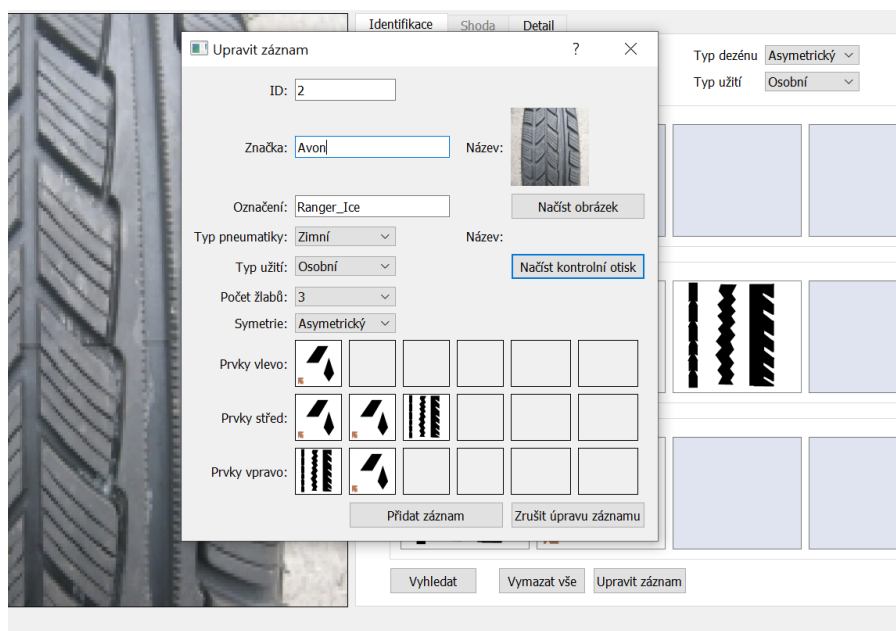 Identifikace Shoda Detail
Upravit záznam ?
Typ dezénu Asymetrický
Typ užití Osobní
ID: 2
Značka: Avon Název:
Označení: Ranger_Ice Načíst obrázek
Typ pneumatiky: Zimní Název:
Typ užití: Osobní Načíst kontrolní otisk
Počet žlabů: 3
Symetrie: Asymetrický
Prvky vlevo:
Prvky střed:
Prvky vpravo:
Přidat záznam Zrušit úpravu záznamu
Vyhledat Vymazat vše Upravit záznam